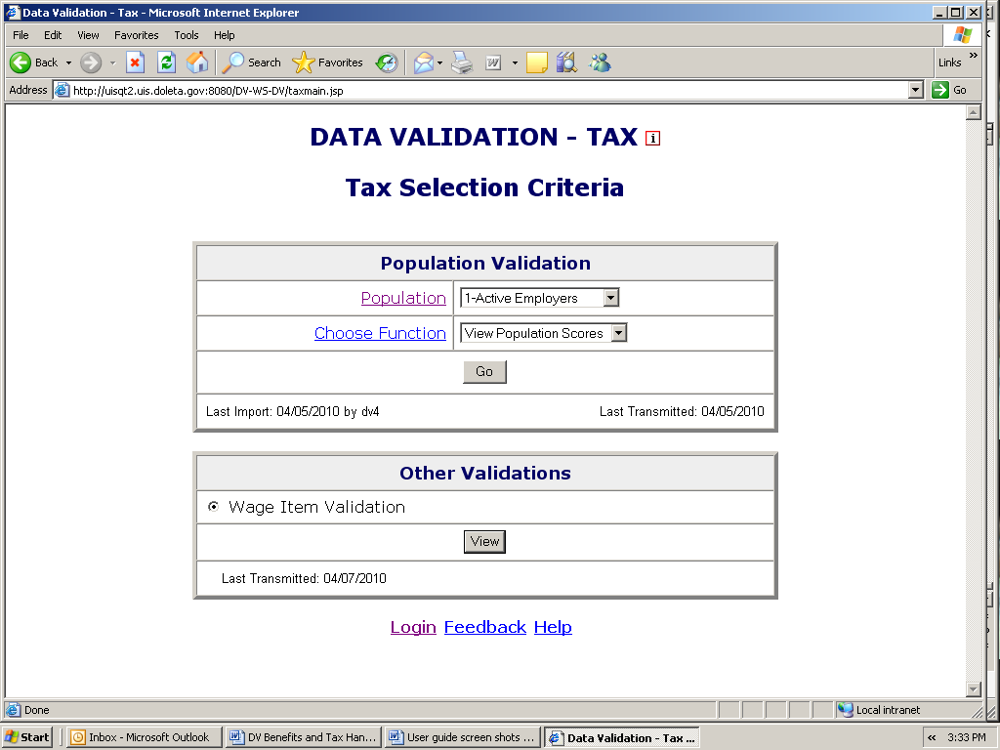 Data Validation - Tax - Microsoft Internet Explorer
File Edit View Favorites Tools Help
Back Search Favorites Links »
Address http://uisqt2.uis.doleta.gov:8080/DV-WS-DV/taxmain.jsp Go
DATA VALIDATION - TAX i
Tax Selection Criteria
Population Validation
Population 1-Active Employers
Choose Function View Population Scores
Go
Last Import: 04/05/2010 by dv4 Last Transmitted: 04/05/2010
Other Validations
Wage Item Validation
View
Last Transmitted: 04/07/2010
Login Feedback Help
Done Local intranet
Start Inbox - Microsoft Outlook DV Benefits and Tax Han... User guide screen shots ... Data Validation - Tax ... « 3:33 PM